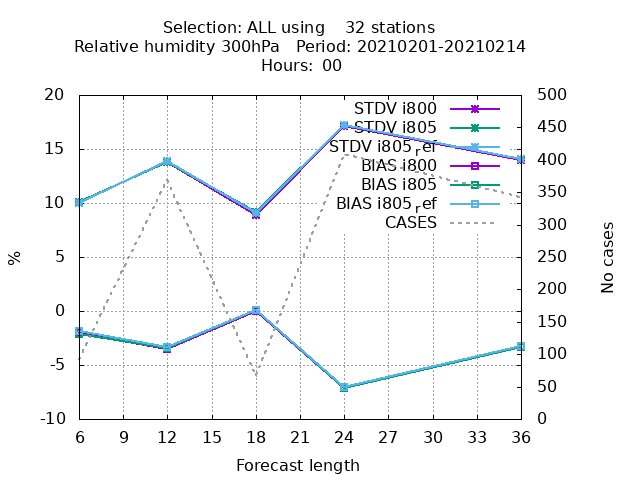 Selection: ALL using    32 stations
Relative humidity 300hPa   Period: 20210201-20210214
Hours: 00
STDV i800
STDV i805
STDV i805ref
BIAS i800
BIAS i805
BIAS i805ref
CASES
20
15
10
5
0
-5
-10
%
500
450
400
350
300
250
200
150
100
50
0
No cases
6 9 12 15 18 21 24 27 30 33 36
Forecast length